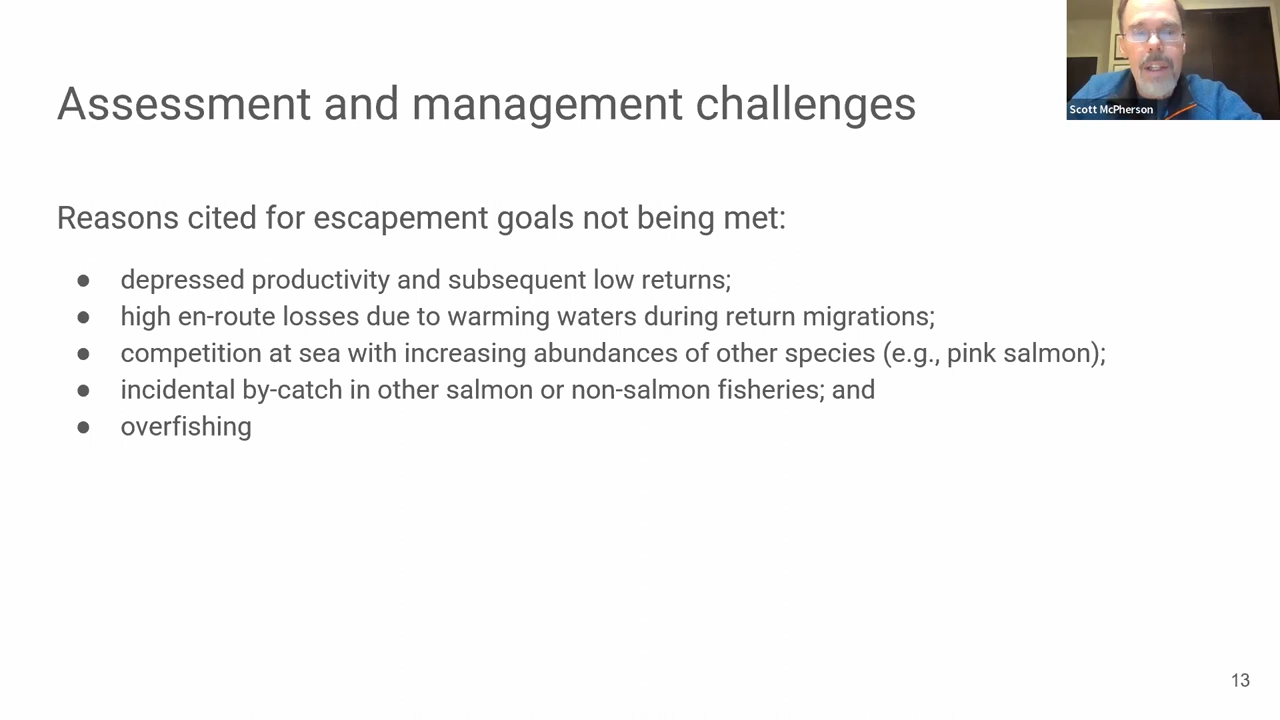 Assessment and management challenges
Scott McPherson
Reasons cited for escapement goals not being met:
● depressed productivity and subsequent low returns;
● high en-route losses due to warming waters during return migrations;
● competition at sea with increasing abundances of other species (e.g., pink salmon);
● incidental by-catch in other salmon or non-salmon fisheries; and
● overfishing
13